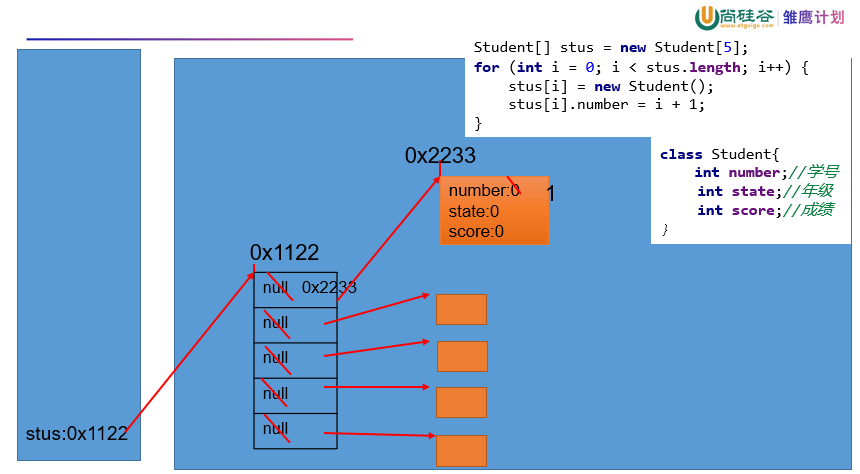 尚硅谷 雏鹰计划
www.atguigu.com
Student[] stus = new Student[5];
for (int i = 0; i < stus.length; i++) {
stus[i] = new Student();
stus[i].number = i + 1;
}
class Student{
int number;//学号
int state;//年级
int score;//成绩
}
0x2233
number:0 1
state:0
score:0
0x1122
null 0x2233
null
null
null
null
stus:0x1122